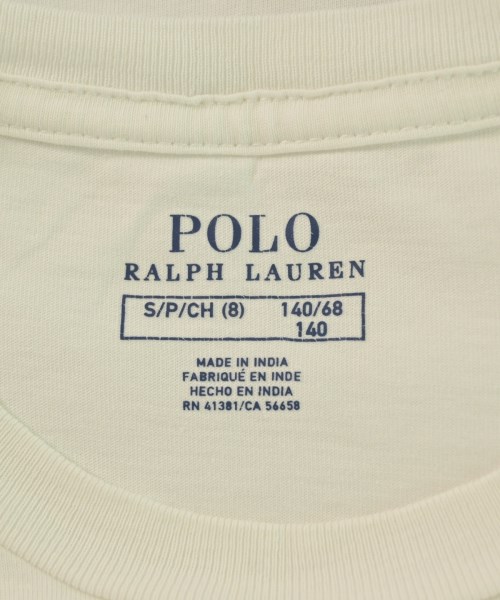 POLO
RALPH LAUREN
S/P/CH (8) 140/68
140
MADE IN INDIA
FABRIQUÉ EN INDE
HECHO EN INDIA
RN 41381/CA 56658